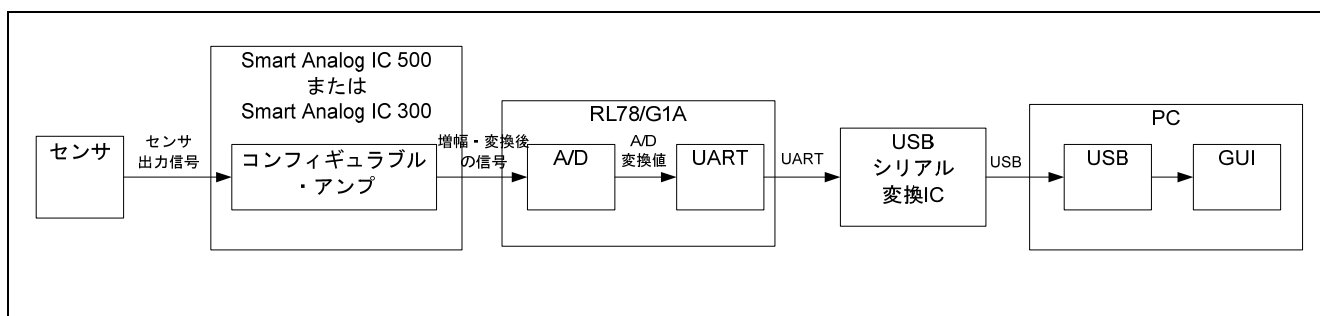 センサ
センサ
出力信号
Smart Analog IC 500
または
Smart Analog IC 300
コンフィギュラブル
・アンプ
増幅・変換後
の信号
RL78/G1A
A/D
A/D
変換値
UART
UART
USB
シリアル
変換IC
USB
PC
USB
GUI